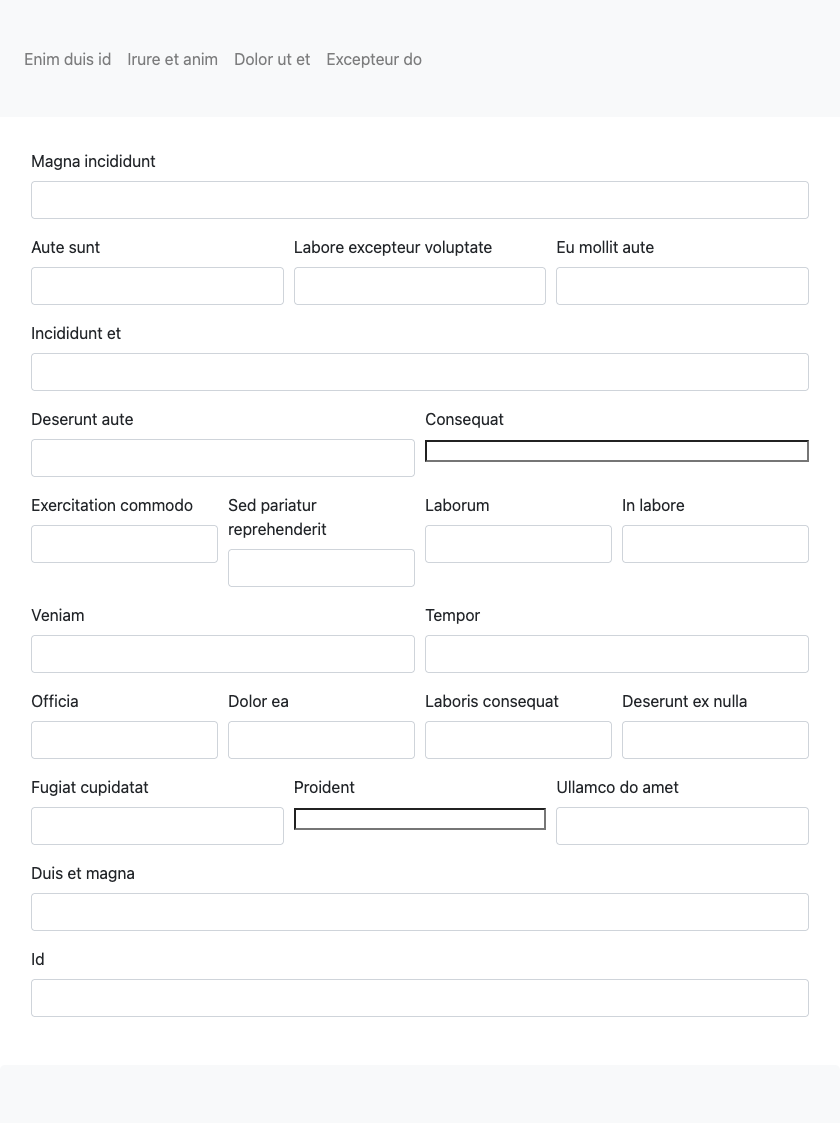 Enim duis id Irure et anim Dolor ut et Excepteur do
Magna incididunt
Aute sunt Labore excepteur voluptate Eu mollit aute
Incididunt et
Deserunt aute Consequat
Exercitation commodo Sed pariatur reprehenderit Laborum In labore
Veniam Tempor
Officia Dolor ea Laboris consequat Deserunt ex nulla
Fugiat cupidatat Proident Ullamco do amet
Duis et magna
Id